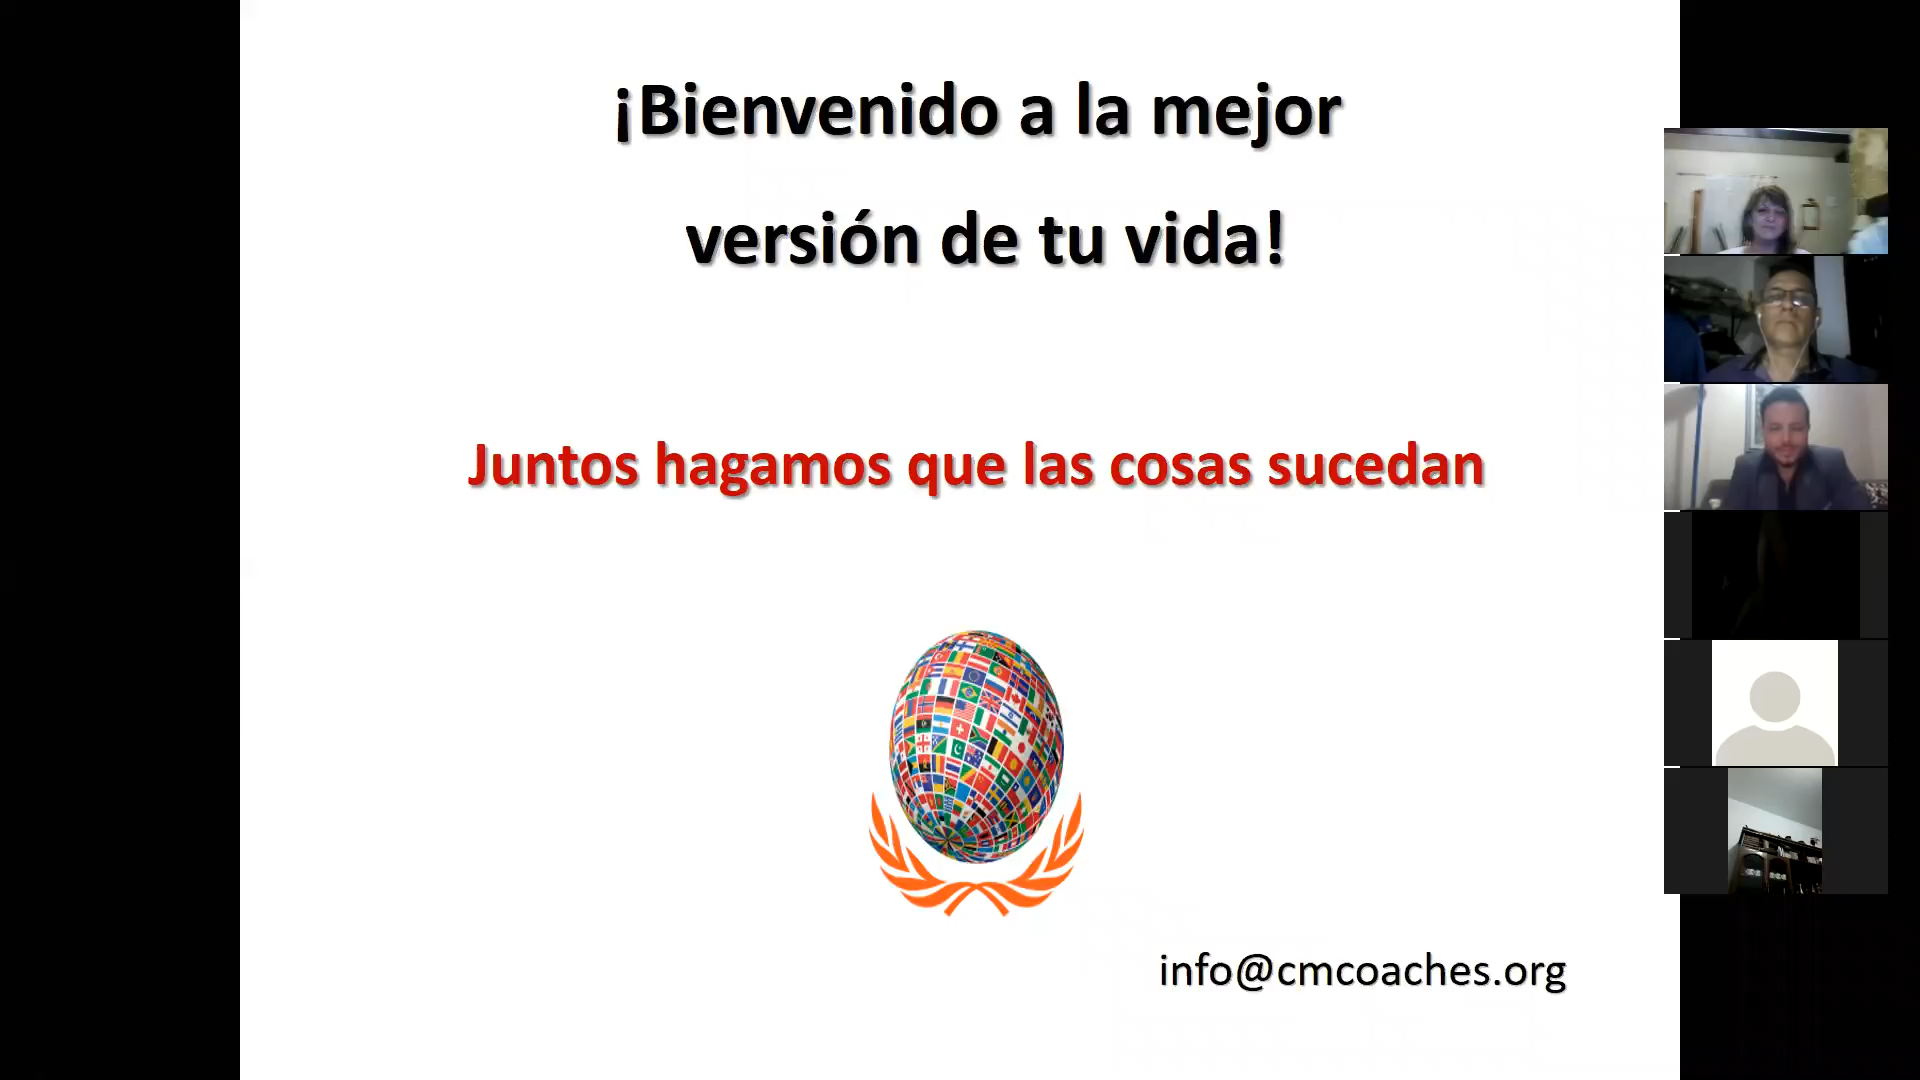 ¡Bienvenido a la mejor
versión de tu vida!
Juntos hagamos que las cosas sucedan
info@cmcoaches.org